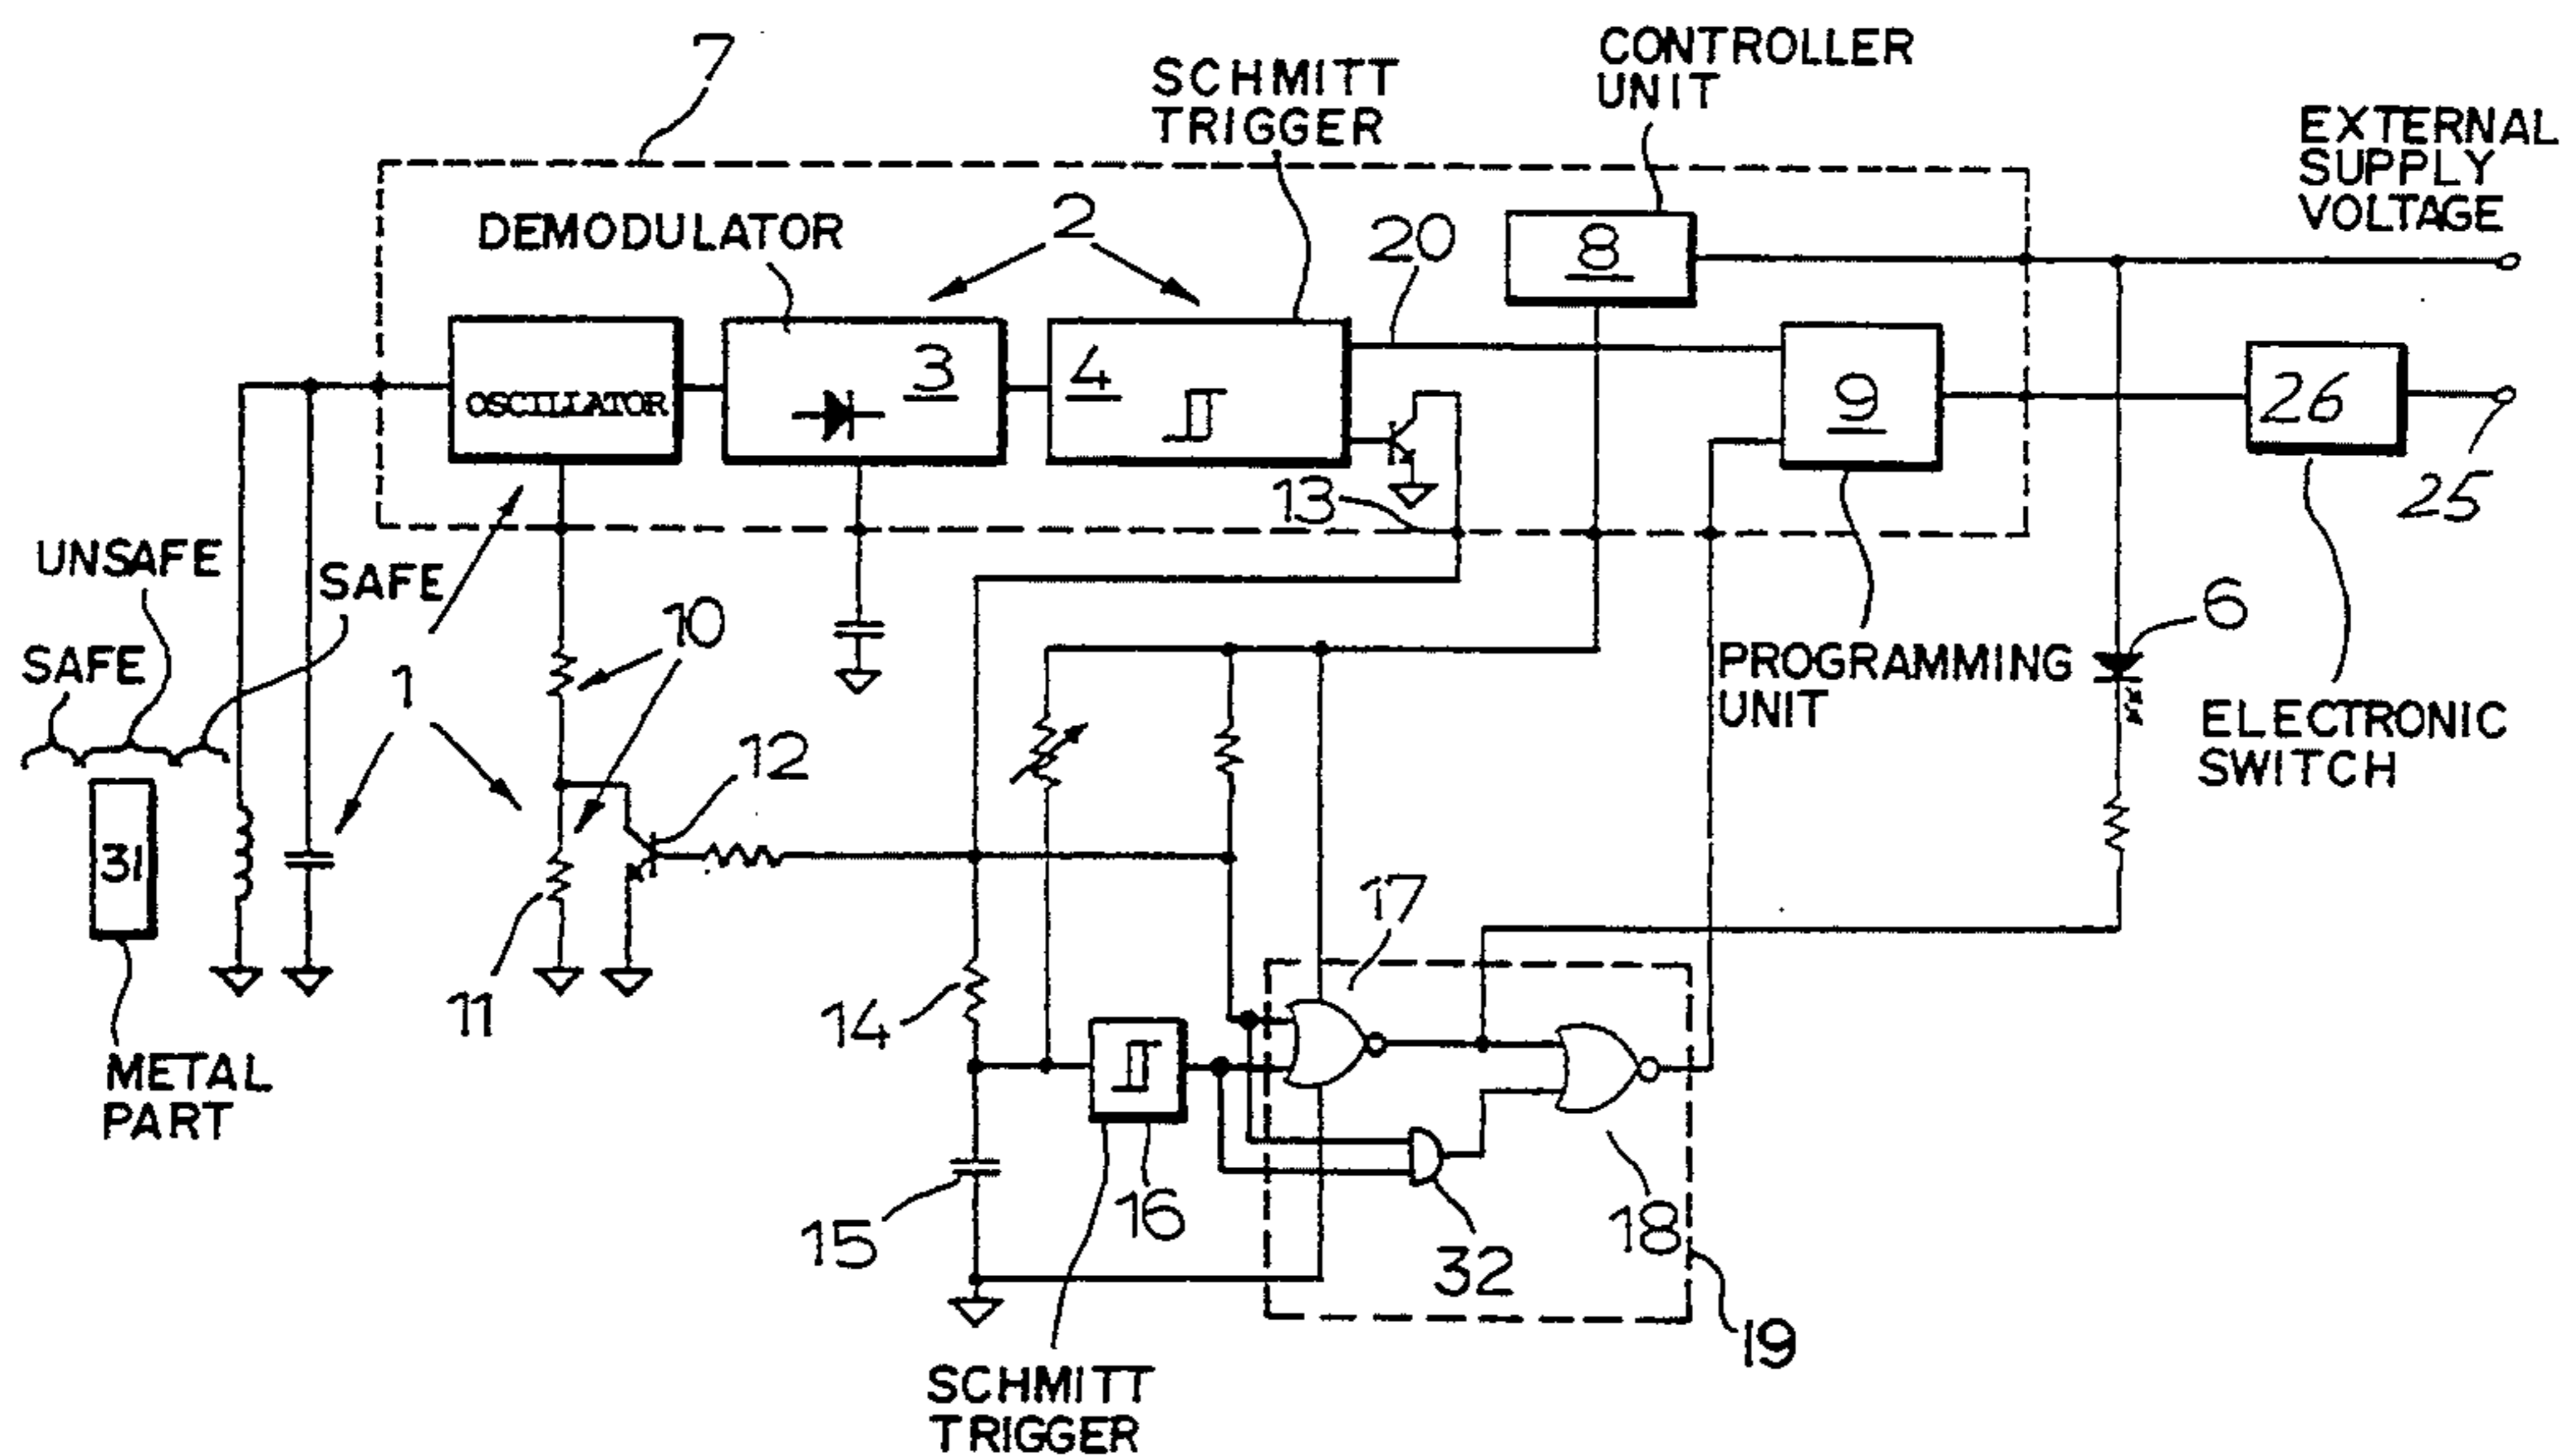 7
SCHMITT
TRIGGER
CONTROLLER
UNIT
EXTERNAL
SUPPLY
VOLTAGE
DEMODULATOR
2
20
8
OSCILLATOR
3
4
9
26
25
13
UNSAFE
SAFE
SAFE
1
10
12
PROGRAMMING
UNIT
6
ELECTRONIC
SWITCH
31
11
METAL
PART
14
17
15
16
32
18
19
SCHMITT
TRIGGER